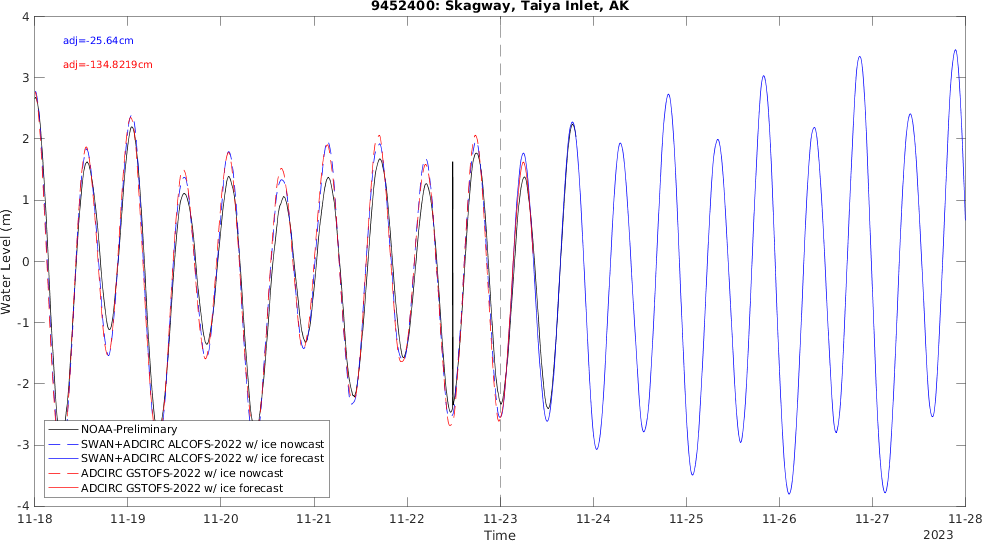 9452400: Skagway, Taiya Inlet, AK
adj=-25.64cm
adj=-134.8219cm
Water Level (m)
4
3
2
1
0
-1
-2
-3
-4
NOAA-Preliminary
SWAN+ADCIRC ALCOFS-2022 w/ ice nowcast
SWAN+ADCIRC ALCOFS-2022 w/ ice forecast
ADCIRC GSTOFS-2022 w/ ice nowcast
ADCIRC GSTOFS-2022 w/ ice forecast
11-18 11-19 11-20 11-21 11-22 11-23 11-24 11-25 11-26 11-27 11-28
Time
2023